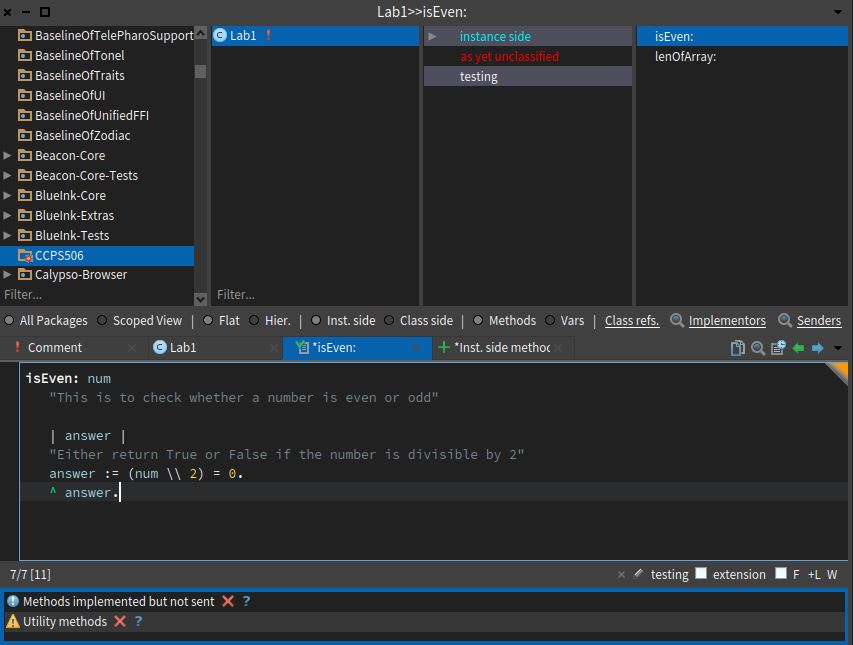 Lab1>>isEven:
BaselineOfTelePharoSupport
BaselineOfTonel
BaselineOfTraits
BaselineOfUI
BaselineOfUnifiedFFI
BaselineOfZodiac
Beacon-Core
Beacon-Core-Tests
BlueInk-Core
BlueInk-Extras
BlueInk-Tests
CCPS506
Calypso-Browser
Filter...
C Lab1 !
Filter...
instance side
as yet unclassified
testing
isEven:
lenOfArray:
All Packages Scoped View | Flat Hier. | Inst. side Class side | Methods Vars | Class refs. Implementors Senders
! Comment C Lab1 *isEven: + *Inst. side method
isEven: num
"This is to check whether a number is even or odd"
| answer |
"Either return True or False if the number is divisible by 2"
answer := (num \\ 2) = 0.
^ answer.
7/7 [11] testing extension F +L W
Methods implemented but not sent ?
Utility methods ?